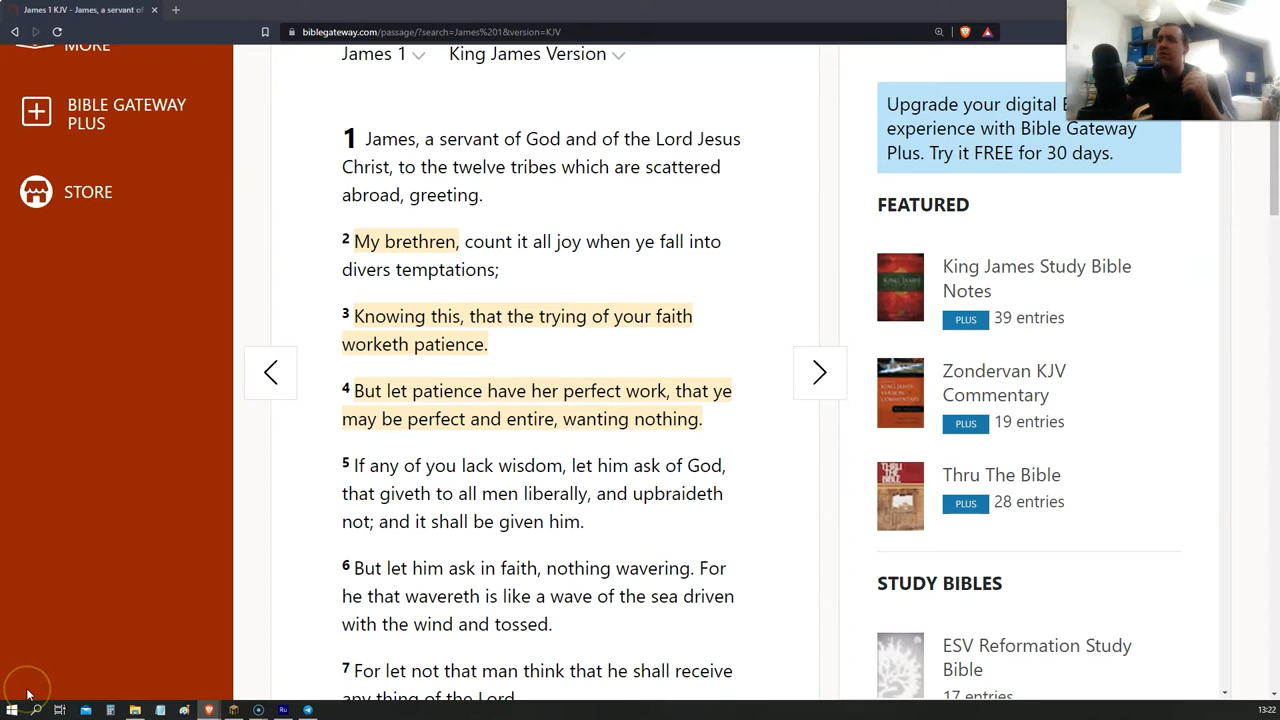 James 1 KJV - James, a servant of
biblegateway.com/passage/?search=James%201&version=KJV
MORE
BIBLE GATEWAY
PLUS
STORE
James 1
King James Version
1 James, a servant of God and of the Lord Jesus
Christ, to the twelve tribes which are scattered
abroad, greeting.
2 My brethren, count it all joy when ye fall into
divers temptations;
3 Knowing this, that the trying of your faith
worketh patience.
4 But let patience have her perfect work, that ye
may be perfect and entire, wanting nothing.
5 If any of you lack wisdom, let him ask of God,
that giveth to all men liberally, and upbraideth
not; and it shall be given him.
6 But let him ask in faith, nothing wavering. For
he that wavereth is like a wave of the sea driven
with the wind and tossed.
7 For let not that man think that he shall receive
any thing of the Lord
Upgrade your digital
experience with Bible Gateway
Plus. Try it FREE for 30 days.
FEATURED
King James Study Bible
Notes
PLUS 39 entries
Zondervan KJV
Commentary
PLUS 19 entries
Thru The Bible
PLUS 28 entries
STUDY BIBLES
ESV Reformation Study
Bible
17 entries
13:22